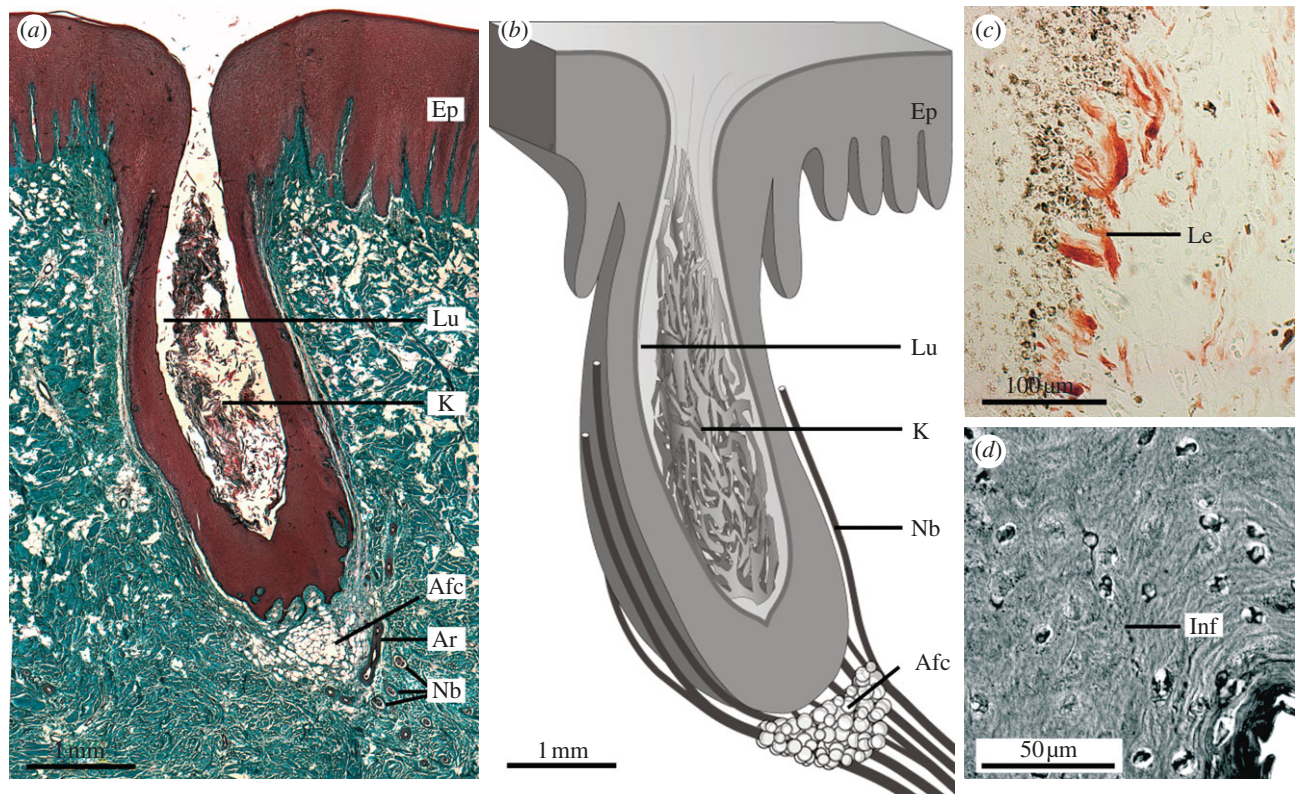 (a)
Ep
Lu
K
Afc
Ar
Nb
1 mm
(b)
Ep
Lu
K
Nb
Afc
1 mm
(c)
Le
100 μm
(d)
Inf
50 μm